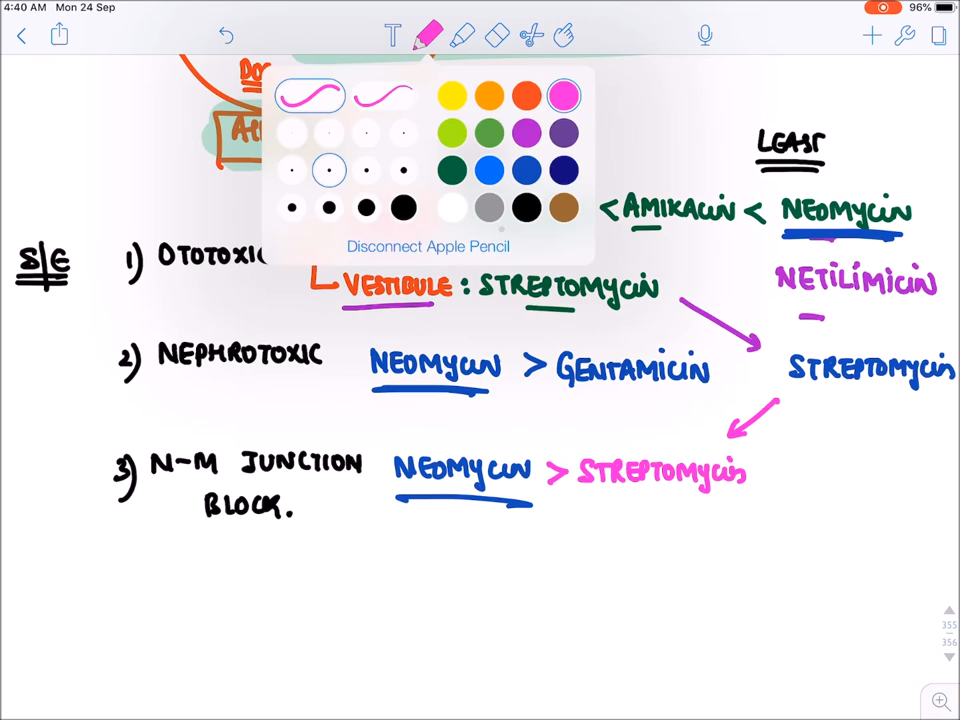 4:40 AM Mon 24 Sep 96%
T
LEAST
Disconnect Apple Pencil
< AMIKACIN < NEOMYCIN
S/E 1) OTOTOXIC
VESTIBULE : STREPTOMYCIN
NETILIMICIN
2) NEPHROTOXIC NEOMYCIN > GENTAMICIN STREPTOMYCIN
3) N-M JUNCTION BLOCK. NEOMYCIN > STREPTOMYCIN
355
356